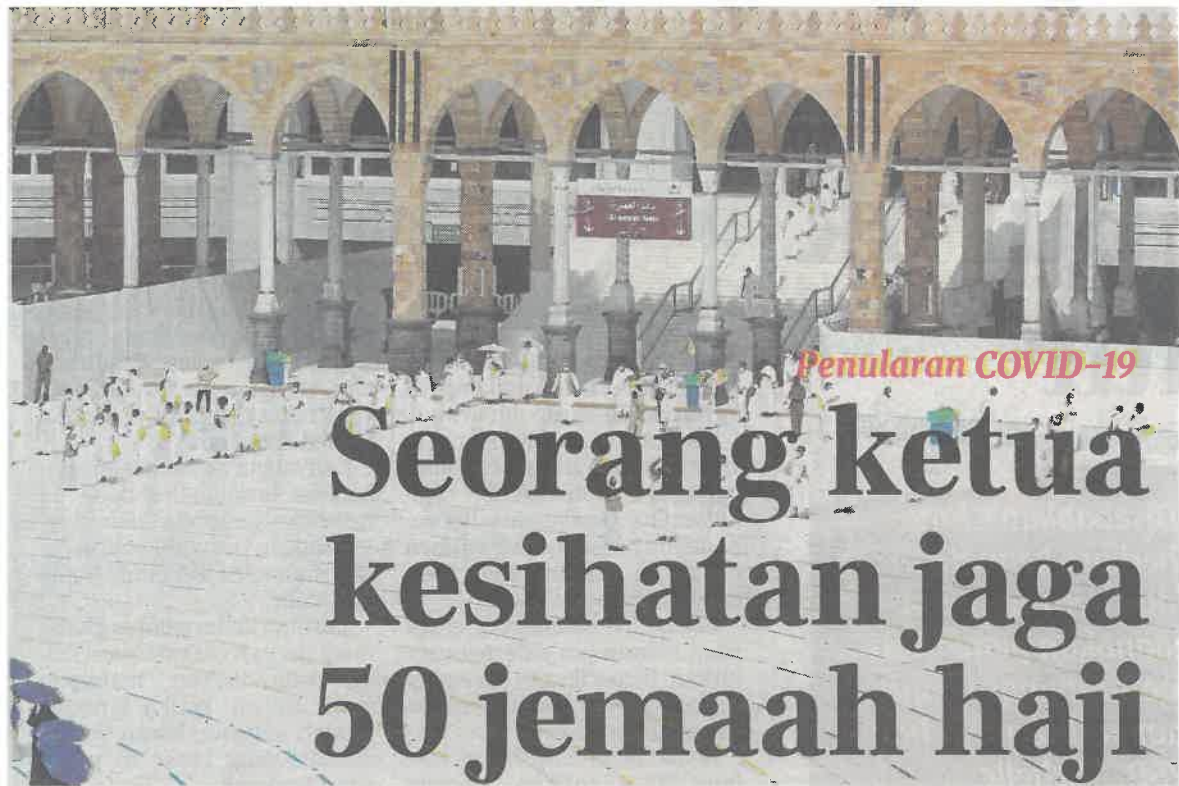 Penularan COVID-19
Seorang ketua
kesihatan jaga
50 jemaah haji